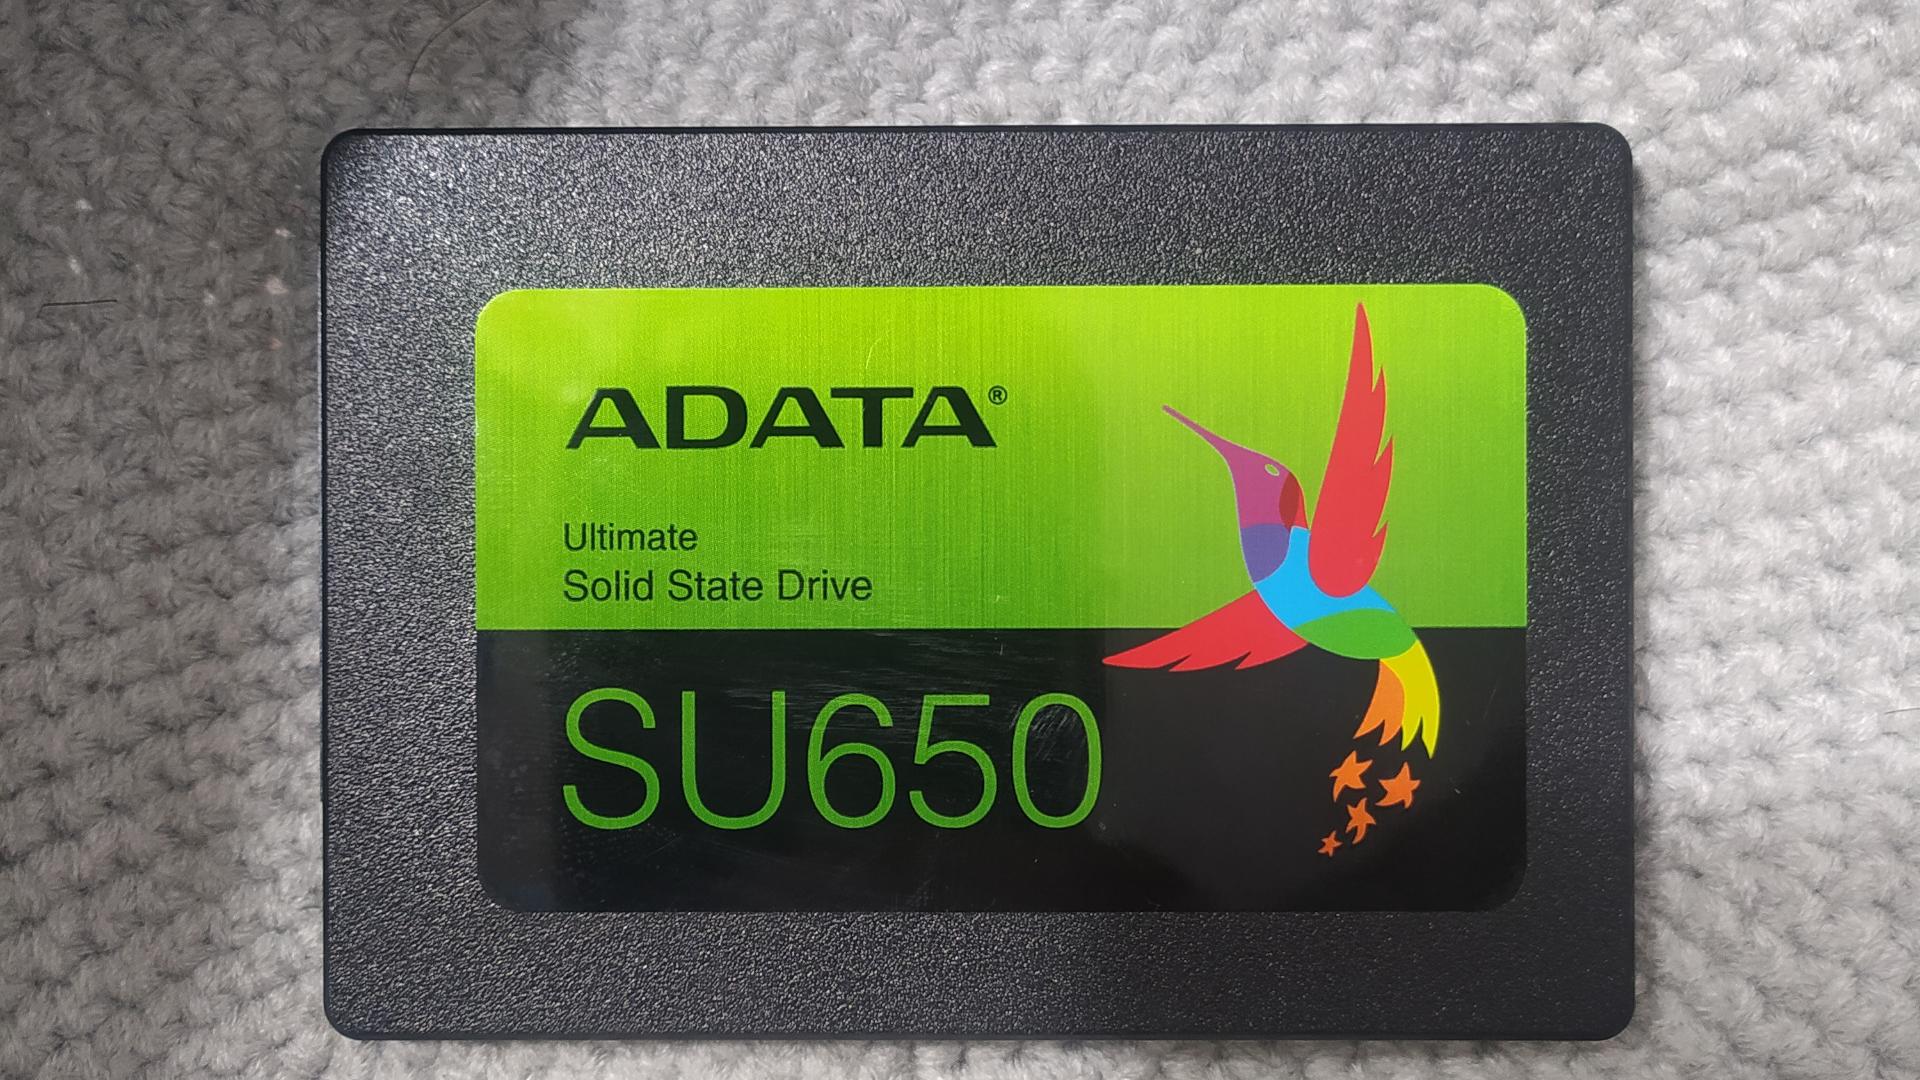 ADATA®
Ultimate
Solid State Drive
SU650